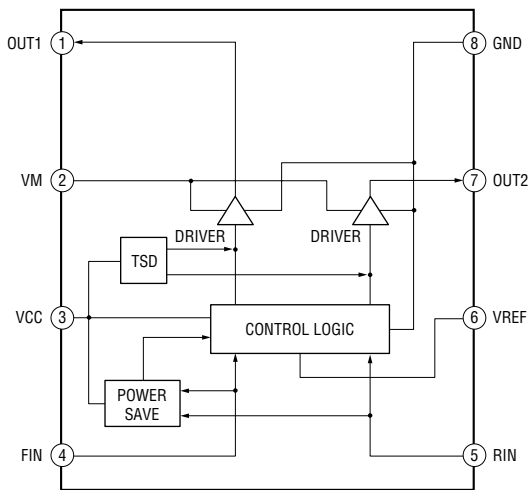 OUT1 1
8 GND
VM 2
7 OUT2
DRIVER
DRIVER
TSD
VCC 3
CONTROL LOGIC
6 VREF
POWER
SAVE
FIN 4
5 RIN